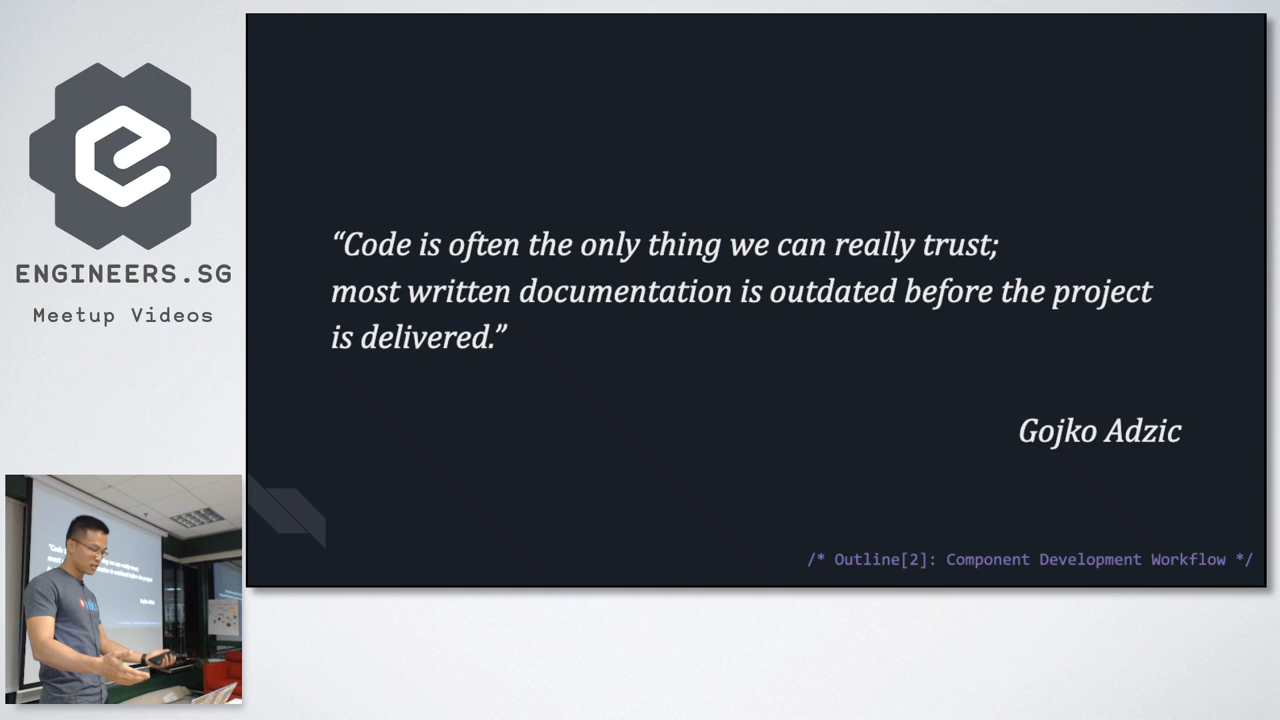 ENGINEERS.SG
Meetup Videos
“Code is often the only thing we can really trust;
most written documentation is outdated before the project
is delivered.”
Gojko Adzic
/* Outline[2]: Component Development Workflow */